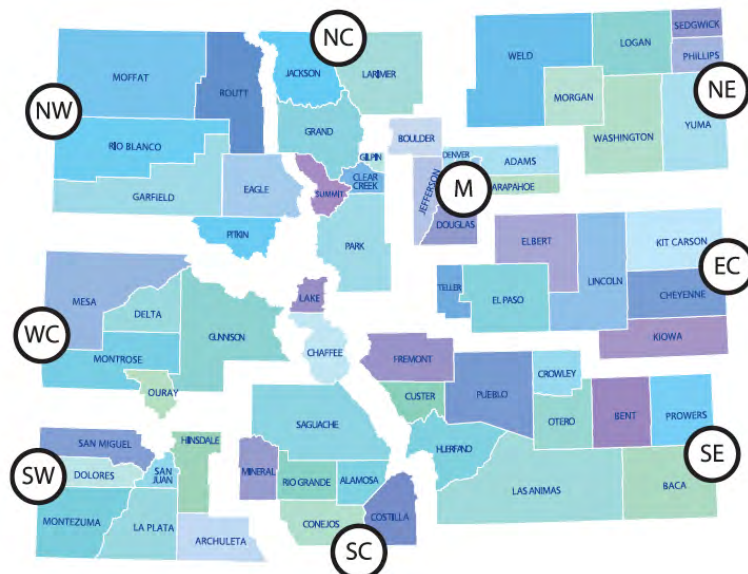 NW
MOFFAT
ROUTT
RIO BLANCO
GARFIELD
EAGLE
PITKIN
NC
JACKSON
LARIMER
GRAND
GILPIN
CLEAR
CREEK
SUMMIT
PARK
BOULDER
DENVER
ADAMS
ARAPAHOE
JEFFERSON
M
DOUGLAS
NE
WELD
LOGAN
SEDGWICK
PHILLIPS
MORGAN
WASHINGTON
YUMA
EC
ELBERT
KIT CARSON
LINCOLN
CHEYENNE
TELLER
EL PASO
KIOWA
WC
MESA
DELTA
GUNNISON
MONTROSE
OURAY
LAKE
CHAFFEE
SW
SAN MIGUEL
DOLORES
SAN
JUAN
HINSDALE
MONTEZUMA
LA PLATA
ARCHULETA
SAGUACHE
MINERAL
RIO GRANDE
ALAMOSA
CONEJOS
COSTILLA
SC
FREMONT
CUSTER
PUEBLO
CROWLEY
OTERO
BENT
PROWERS
HUERFANO
LAS ANIMAS
BACA
SE